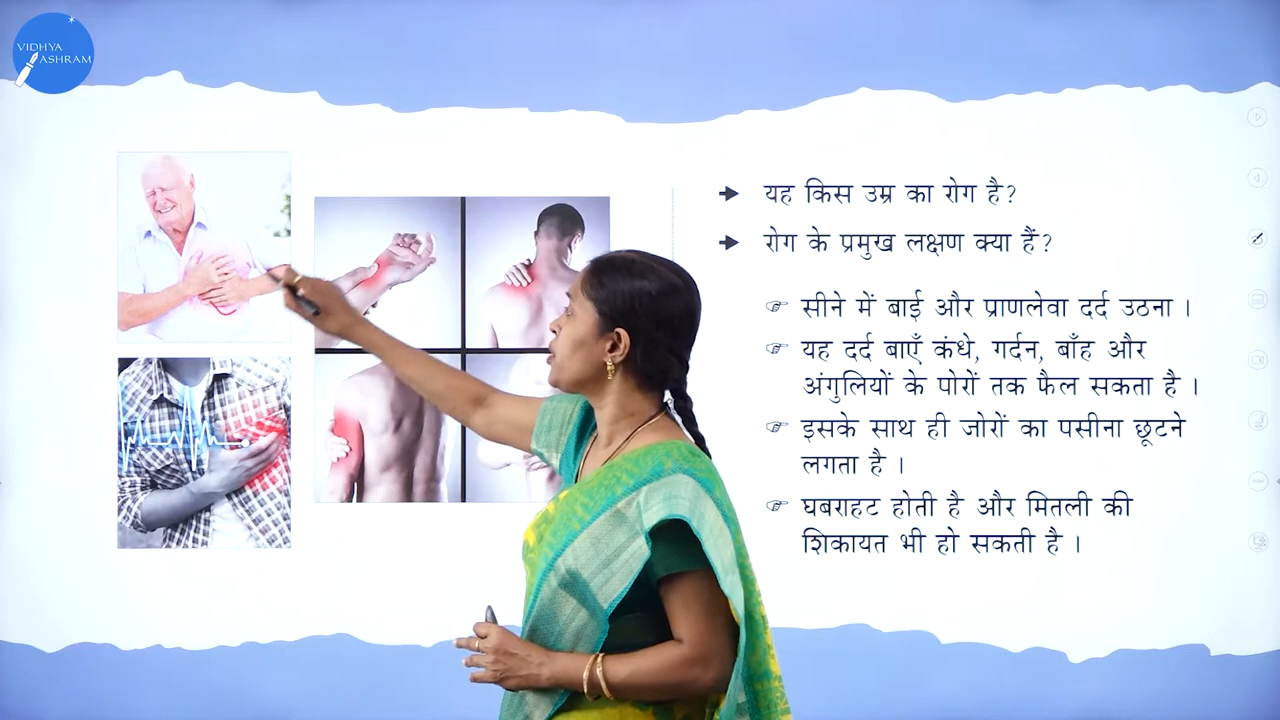 VIDHYA
ASHRAM
यह किस उम्र का रोग है?
रोग के प्रमुख लक्षण क्या हैं?
सीने में बाई और प्राणलेवा दर्द उठना ।
यह दर्द बाएँ कंधे, गर्दन, बाँह और
अंगुलियों के पोरों तक फैल सकता है ।
इसके साथ ही जोरों का पसीना छूटने
लगता है ।
घबराहट होती है और मितली की
शिकायत भी हो सकती है ।